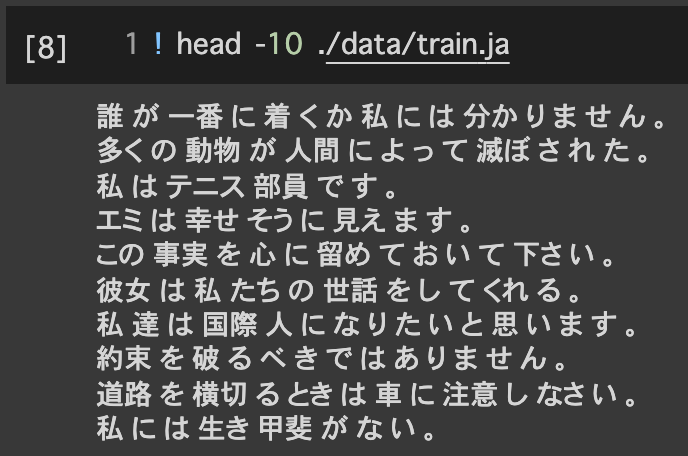 [8] 1 ! head -10 ./data/train.ja
誰 が 一番 に 着 く か 私 に は 分か り ま せ ん 。
多く の 動物 が 人間 に よ っ て 滅ぼ さ れ た 。
私 は テニス 部員 で す 。
エミ は 幸せ そう に 見え ま す 。
この 事実 を 心 に 留め て お い て 下さ い 。
彼女 は 私 たち の 世話 を し て くれ る 。
私 達 は 国際 人 に な り た い と 思 い ま す 。
約束 を 破 る べ き で は あ り ま せ ん 。
道路 を 横切 る とき は 車 に 注意 し なさ い 。
私 に は 生き 甲斐 が な い 。